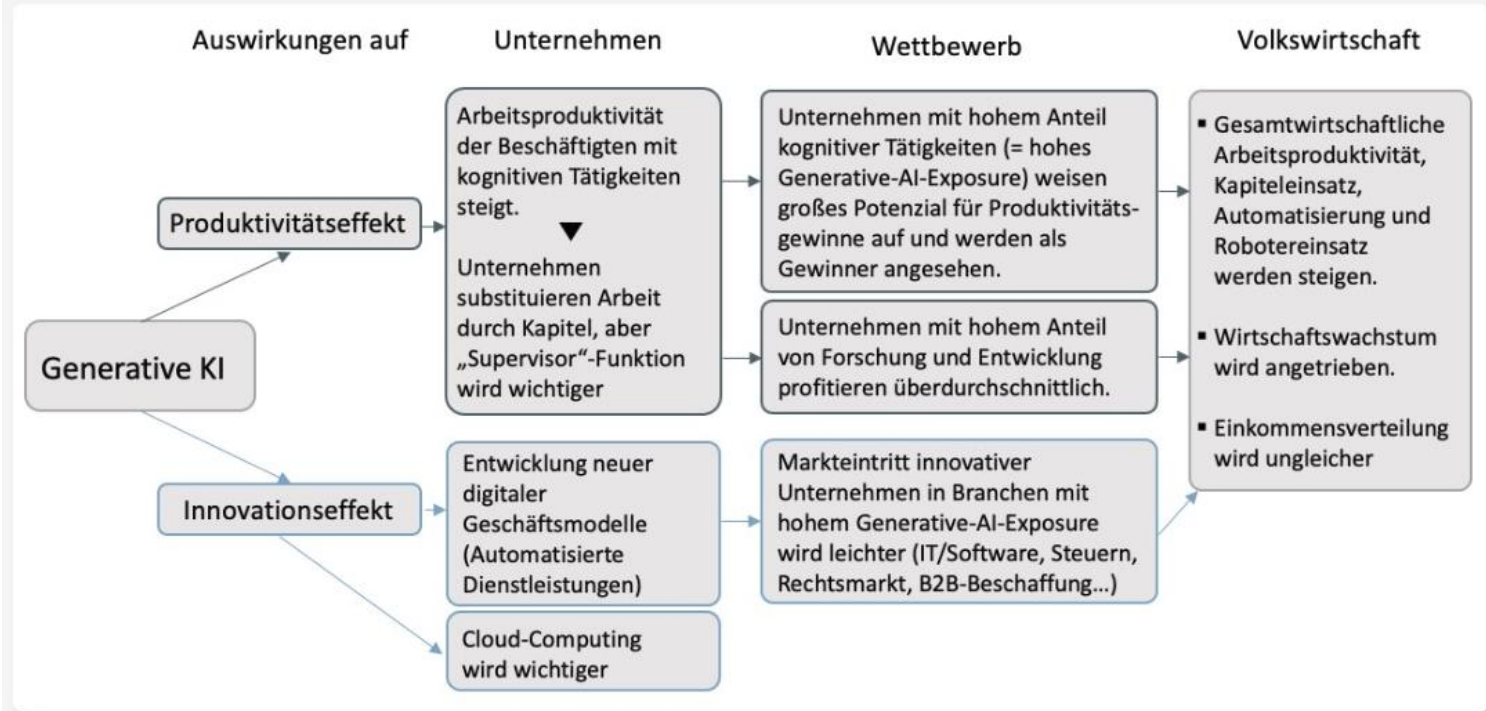 Auswirkungen auf
Unternehmen
Wettbewerb
Volkswirtschaft
Generative KI
Produktivitätseffekt
Arbeitsproduktivität
der Beschäftigten mit
kognitiven Tätigkeiten
steigt.
Unternehmen
substituieren Arbeit
durch Kapitel, aber
„Supervisor“-Funktion
wird wichtiger
Unternehmen mit hohem Anteil
kognitiver Tätigkeiten (= hohes
Generative-AI-Exposure) weisen
großes Potenzial für Produktivitäts-
gewinne auf und werden als
Gewinner angesehen.
Unternehmen mit hohem Anteil
von Forschung und Entwicklung
profitieren überdurchschnittlich.
▪ Gesamtwirtschaftliche
Arbeitsproduktivität,
Kapiteleinsatz,
Automatisierung und
Robotereinsatz
werden steigen.
▪ Wirtschaftswachstum
wird angetrieben.
▪ Einkommensverteilung
wird ungleicher
Innovationseffekt
Entwicklung neuer
digitaler
Geschäftsmodelle
(Automatisierte
Dienstleistungen)
Markteintritt innovativer
Unternehmen in Branchen mit
hohem Generative-AI-Exposure
wird leichter (IT/Software, Steuern,
Rechtsmarkt, B2B-Beschaffung...)
Cloud-Computing
wird wichtiger